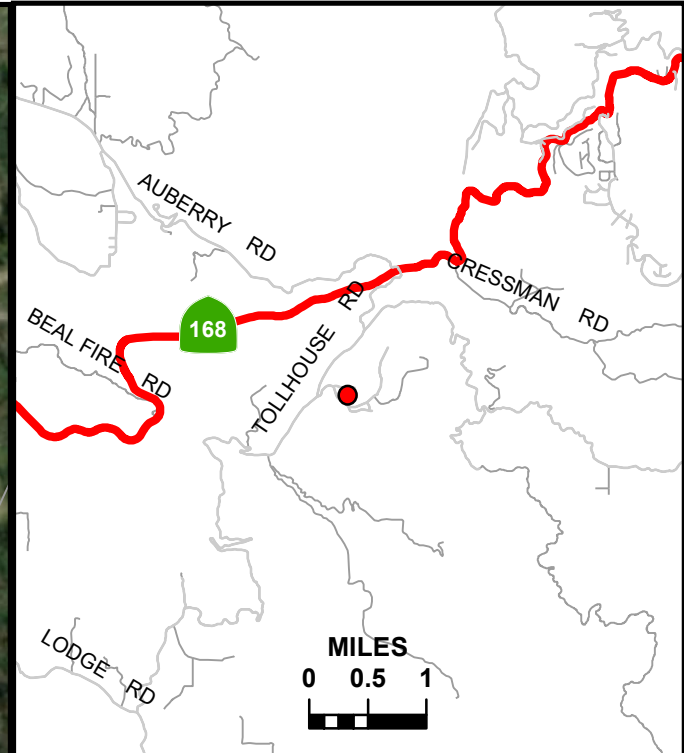 AUBERRY RD
CRESSMAN RD
168
BEAL FIRE RD
TOLLHOUSE RD
LODGE RD
MILES
0 0.5 1